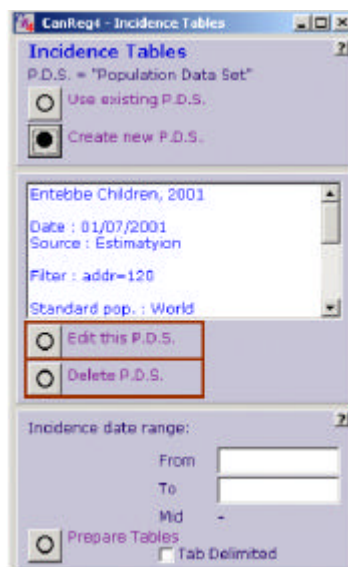 CanReg4 - Incidence Tables
Incidence Tables
?
P.D.S. = "Population Data Set"
Use existing P.D.S.
Create new P.D.S.
Entebbe Children, 2001
Date : 01/07/2001
Source : Estimatyion
Filter : addr=120
Standard pop. : World
Edit this P.D.S.
Delete P.D.S.
?
Incidence date range:
From
To
Mid -
Prepare Tables
Tab Delimited